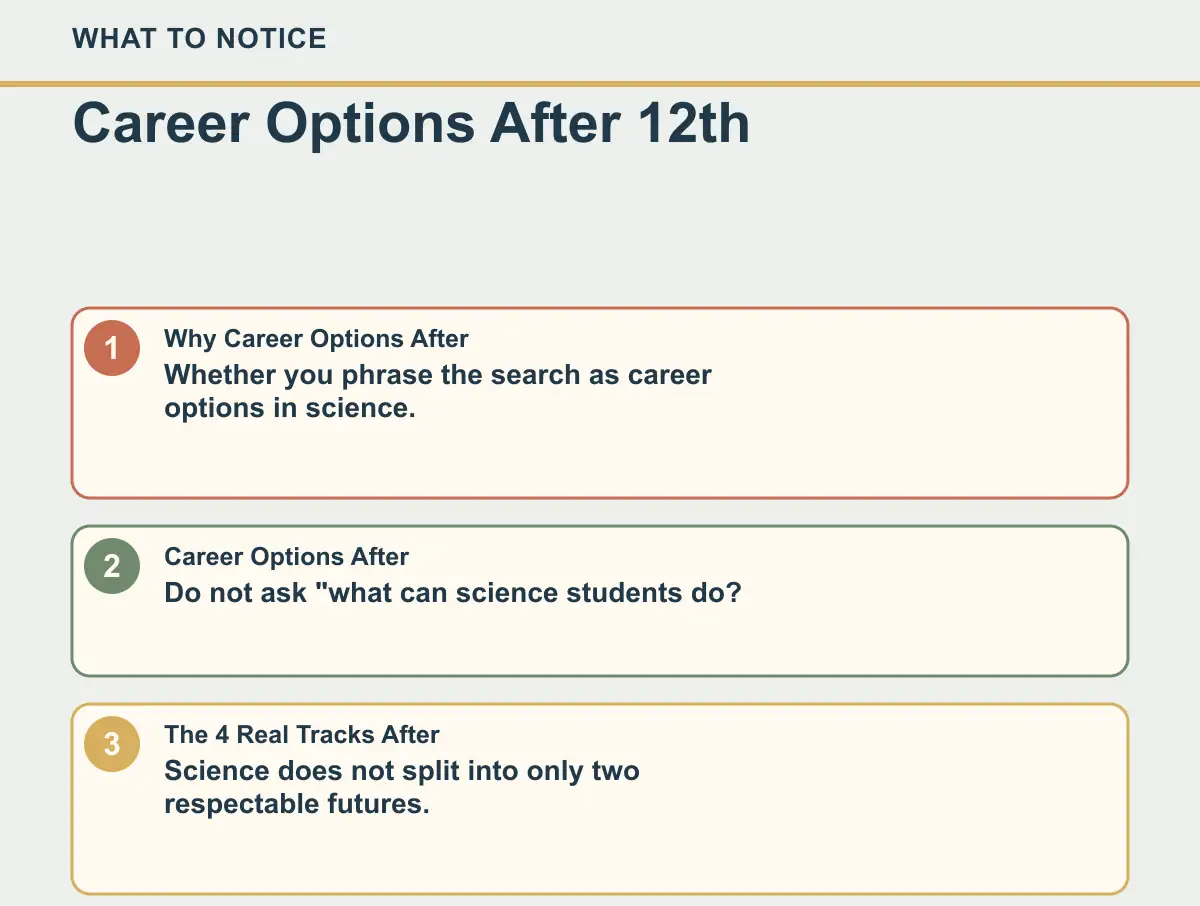 WHAT TO NOTICE
Career Options After 12th
1
Why Career Options After
Whether you phrase the search as career
options in science.
2
Career Options After
Do not ask "what can science students do?
3
The 4 Real Tracks After
Science does not split into only two
respectable futures.